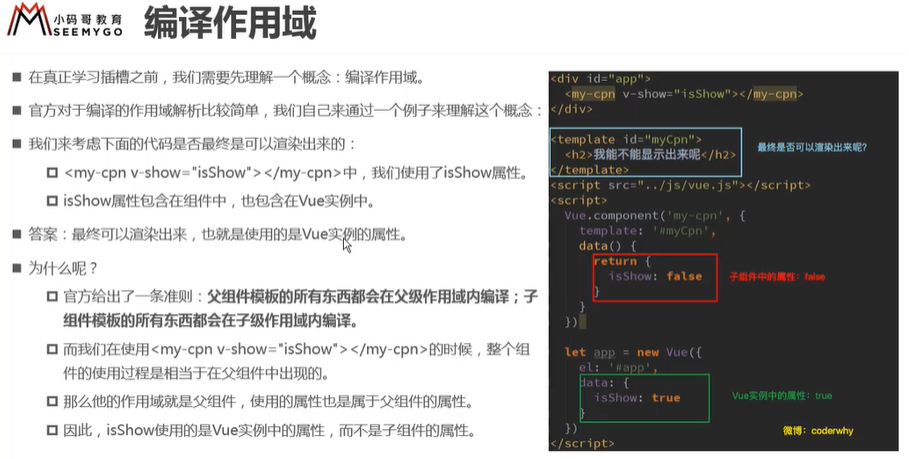 小码哥教育
SEEMYGO
编译作用域
■ 在真正学习插槽之前，我们需要先理解一个概念：编译作用域。
■ 官方对于编译的作用域解析比较简单，我们自己来通过一个例子来理解这个概念：
■ 我们来考虑下面的代码是否最终是可以渲染出来的：
<my-cpn v-show="isShow"></my-cpn>中，我们使用了isShow属性。
isShow属性包含在组件中，也包含在Vue实例中。
■ 答案：最终可以渲染出来，也就是使用的是Vue实例的属性。
■ 为什么呢？
官方给出了一条准则：父组件模板的所有东西都会在父级作用域内编译；子
组件模板的所有东西都会在子级作用域内编译。
而我们在使用<my-cpn v-show="isShow"></my-cpn>的时候，整个组
件的使用过程是相当于在父组件中出现的。
那么他的作用域就是父组件，使用的属性也是属于父组件的属性。
因此，isShow使用的是Vue实例中的属性，而不是子组件的属性。
<div id="app">
<my-cpn v-show="isShow"></my-cpn>
</div>
<template id="myCpn">
<h2>我能不能显示出来呢</h2>
</template>
最终是否可以渲染出来呢?
<script src="../js/vue.js"></script>
<script>
Vue.component('my-cpn', {
template: '#myCpn',
data() {
return {
isShow: false
}
}
})
子组件中的属性：false
let app = new Vue({
el: '#app',
data: {
isShow: true
}
})
</script>
Vue实例中的属性：true
微博：coderwhy